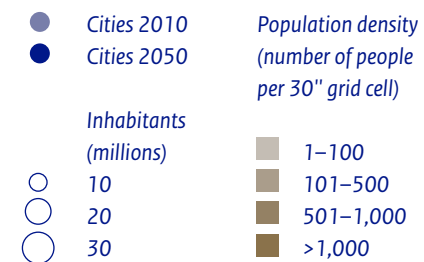 Cities 2010
Cities 2050
Inhabitants
(millions)
10
20
30
Population density
(number of people
per 30" grid cell)
1–100
101–500
501–1,000
>1,000